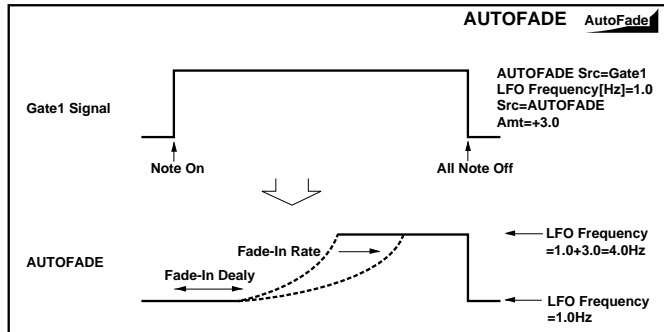 AUTOFADE AutoFade
AUTOFADE Src=Gate1
LFO Frequency[Hz]=1.0
Src=AUTOFADE
Amt=+3.0
Gate1 Signal
Note On
All Note Off
LFO Frequency
=1.0+3.0=4.0Hz
Fade-In Rate
AUTOFADE
Fade-In Dealy
LFO Frequency
=1.0Hz